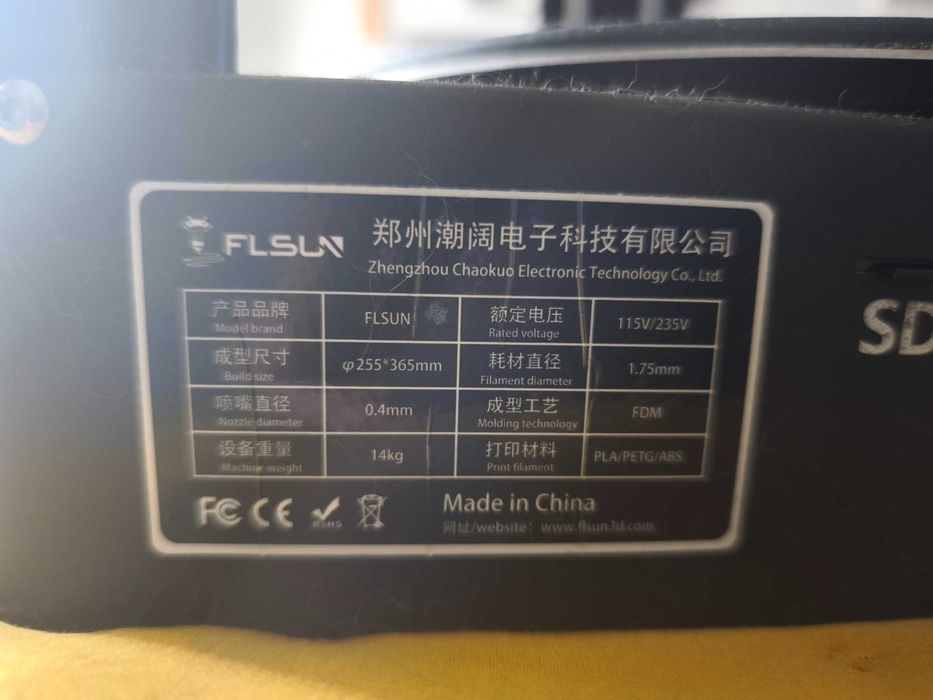 FLSUN 郑州潮阔电子科技有限公司
Zhengzhou Chaokuo Electronic Technology Co., Ltd.
产品品牌 FLSUN 额定电压 115V/235V
Model brand Rated voltage
成型尺寸 φ255*365mm 耗材直径 1.75mm
Build size Filament diameter
喷嘴直径 0.4mm 成型工艺 FDM
Nozzle diameter Molding technology
设备重量 14kg 打印材料 PLA/PETG/ABS
Machine weight Print filament
FC CE RoHS Made in China
网址/website: www.flsun3d.com
SD